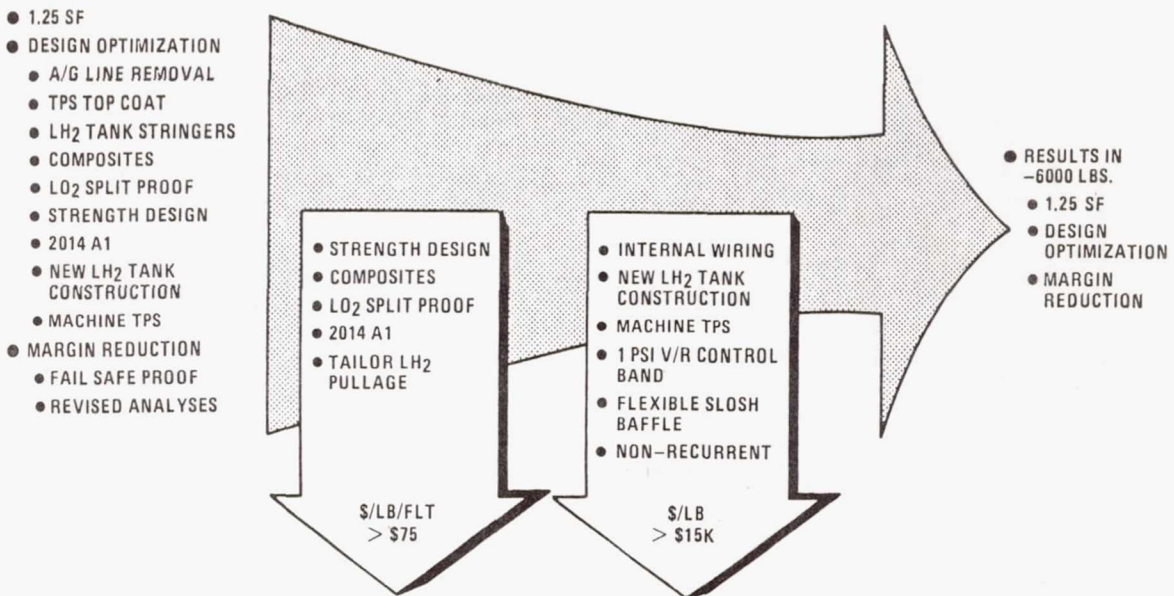 ● 1.25 SF
● DESIGN OPTIMIZATION
● A/G LINE REMOVAL
● TPS TOP COAT
● LH2 TANK STRINGERS
● COMPOSITES
● LO2 SPLIT PROOF
● STRENGTH DESIGN
● 2014 A1
● NEW LH2 TANK
CONSTRUCTION
● MACHINE TPS
● MARGIN REDUCTION
● FAIL SAFE PROOF
● REVISED ANALYSES
● STRENGTH DESIGN
● COMPOSITES
● LO2 SPLIT PROOF
● 2014 A1
● TAILOR LH2
PULLAGE
$/LB/FLT
> $75
● INTERNAL WIRING
● NEW LH2 TANK
CONSTRUCTION
● MACHINE TPS
● 1 PSI V/R CONTROL
BAND
● FLEXIBLE SLOSH
BAFFLE
● NON-RECURRENT
$/LB
> $15K
● RESULTS IN
-6000 LBS.
● 1.25 SF
● DESIGN
OPTIMIZATION
● MARGIN
REDUCTION